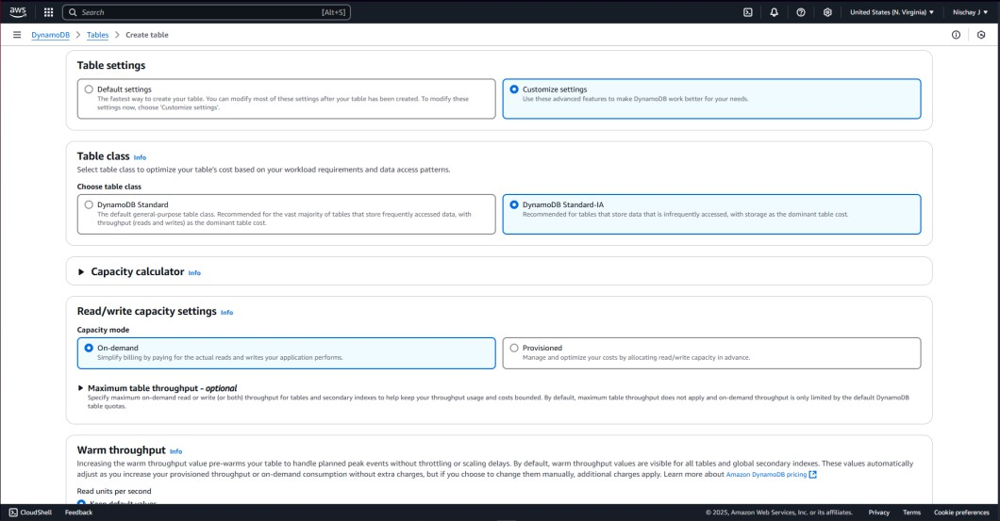 aws
Search [Alt+S] United States (N. Virginia) Nischay J
DynamoDB > Tables > Create table
Table settings
Default settings
The fastest way to create your table. You can modify most of these settings after your table has been created. To modify these
settings now, choose 'Customize settings'.
Customize settings
Use these advanced features to make DynamoDB work better for your needs.
Table class Info
Select table class to optimize your table's cost based on your workload requirements and data access patterns.
Choose table class
DynamoDB Standard
The default general-purpose table class. Recommended for the vast majority of tables that store frequently accessed data, with
throughput (reads and writes) as the dominant table cost.
DynamoDB Standard-IA
Recommended for tables that store data that is infrequently accessed, with storage as the dominant table cost.
Capacity calculator Info
Read/write capacity settings Info
Capacity mode
On-demand
Simplify billing by paying for the actual reads and writes your application performs.
Provisioned
Manage and optimize your costs by allocating read/write capacity in advance.
Maximum table throughput - optional
Specify maximum on-demand read or write (or both) throughput for tables and secondary indexes to help keep your throughput usage and costs bounded. By default, maximum table throughput does not apply and on-demand throughput is only limited by the default DynamoDB
table quotas.
Warm throughput Info
Increasing the warm throughput value pre-warms your table to handle planned peak events without throttling or scaling delays. By default, warm throughput values are visible for all tables and global secondary indexes. These values automatically
adjust as you increase your provisioned throughput or on-demand consumption without extra charges, but if you choose to change them manually, additional charges apply. Learn more about Amazon DynamoDB pricing
Read units per second
Keep default values
CloudShell Feedback © 2025, Amazon Web Services, Inc. or its affiliates. Privacy Terms Cookie preferences